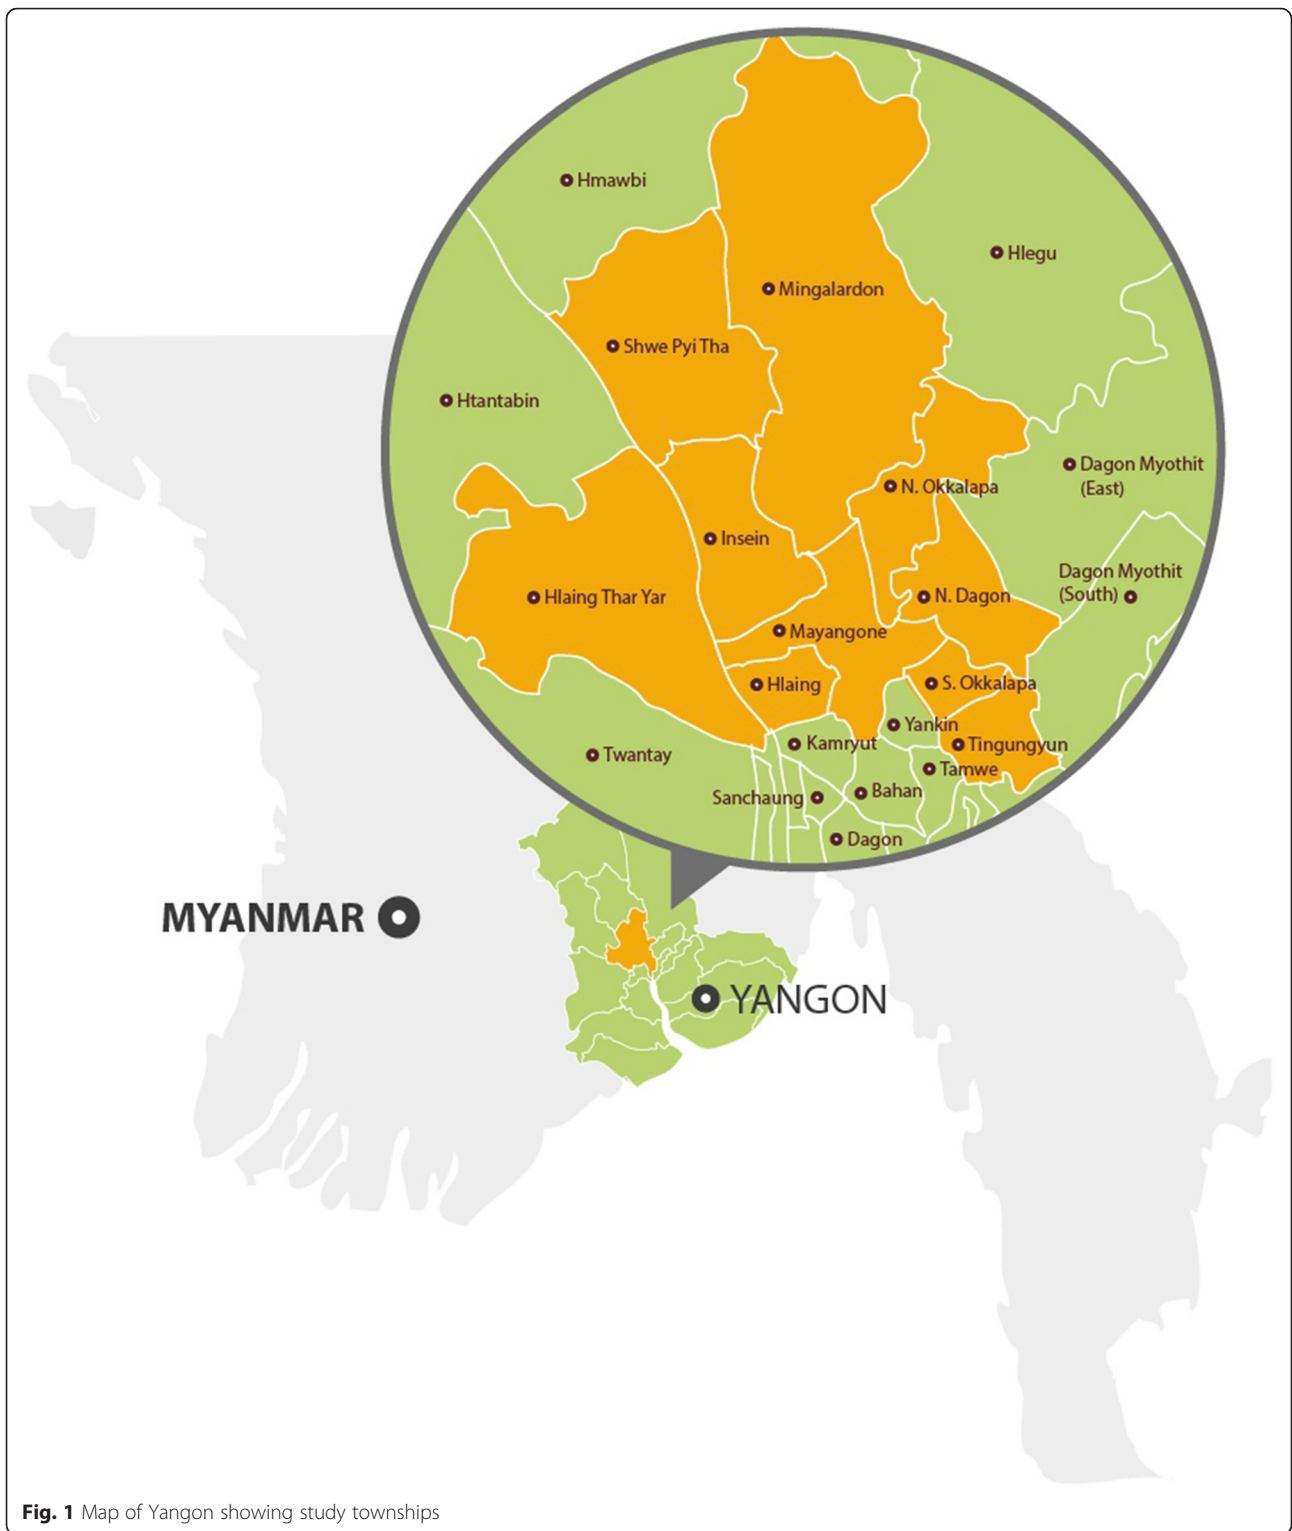 Hmawbi
Hlegu
Mingalardon
Shwe Pyi Tha
Htantabin
Dagon Myothit
(East)
N. Okkalapa
Insein
Dagon Myothit
(South)
Hlaing Thar Yar
N. Dagon
Mayangone
Hlaing
S. Okkalapa
Yankin
Kamryut
Tingungyun
Twantay
Tamwe
Sanchaung
Bahan
Dagon
MYANMAR
YANGON
Fig. 1 Map of Yangon showing study townships